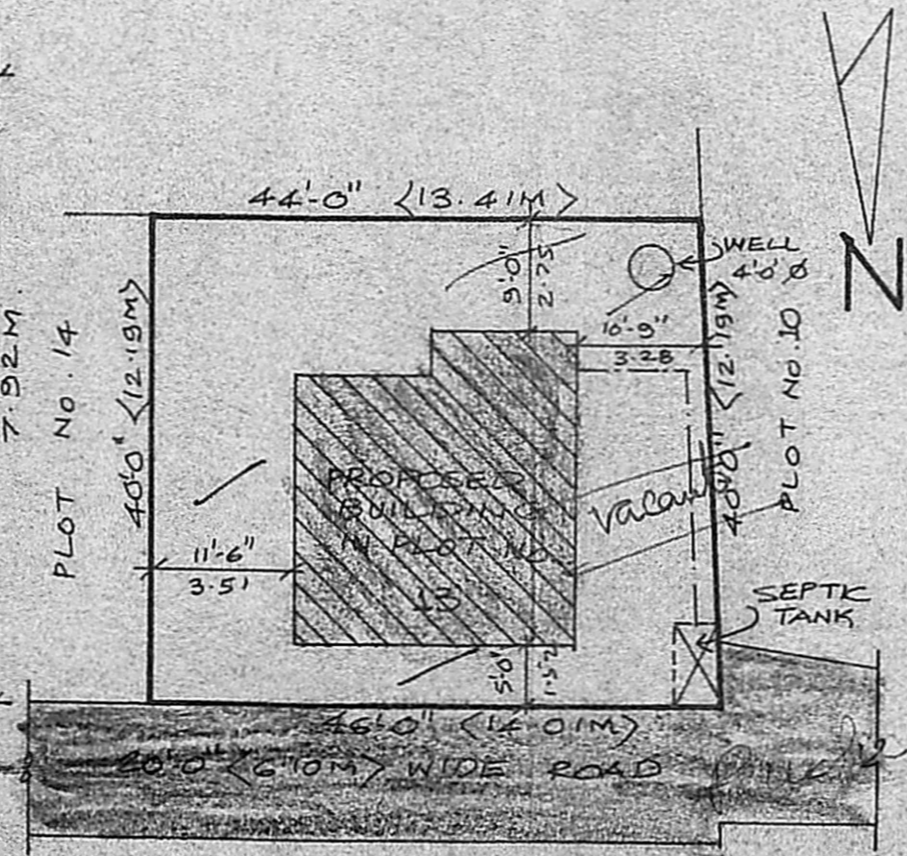 44'-0" <13.41M>
N
WELL
4'0" Ø
9'0"
2.75
10'-9"
3.28
7.92M.
PLOT No.14
40'0" <12.19M>
40'0" <12.19M>
PLOT No.10
PROPOSED
BUILDING
IN PLOT NO
13
Vacant
11'-6"
3.51
SEPTIC
TANK
5'0"
1.52
46'0" <14.01M>
20'0" <6.10M> WIDE ROAD